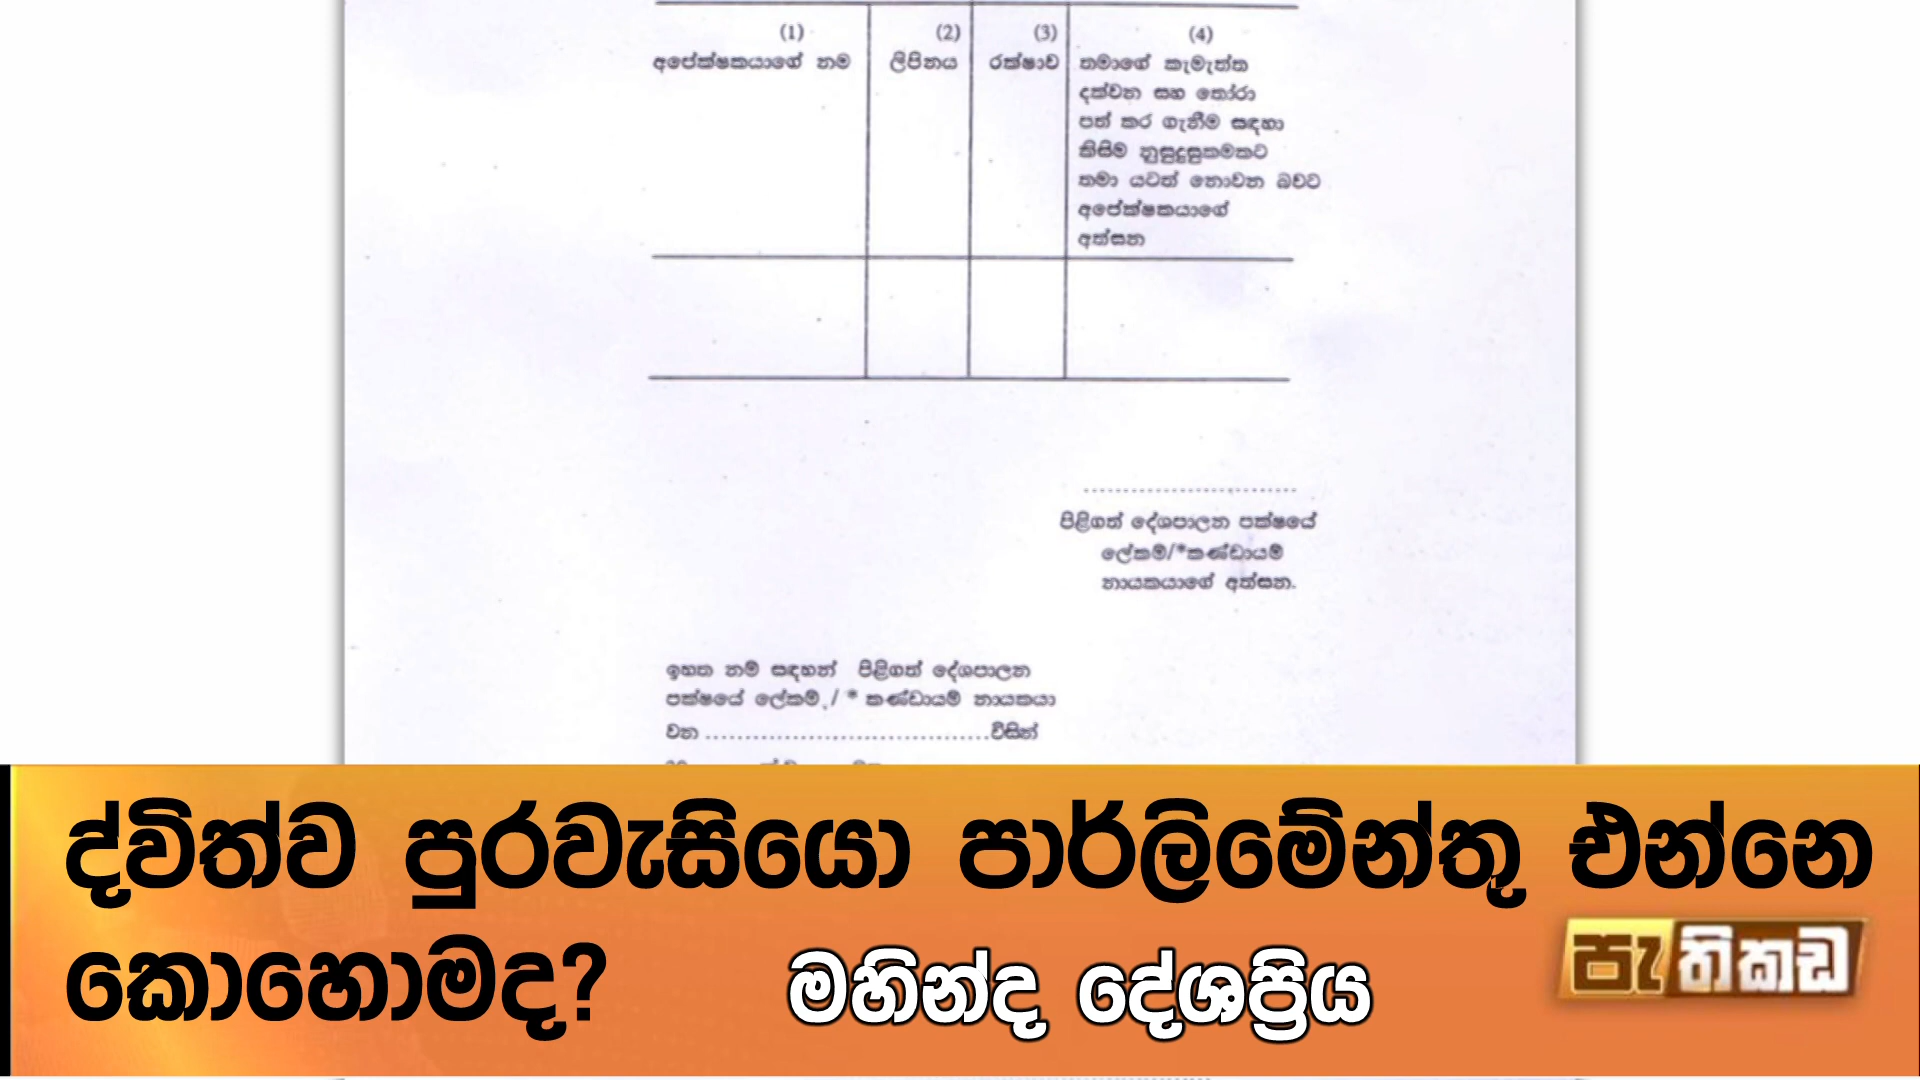 (1) (2) (3) (4)
අපේක්ෂකයාගේ නම ලිපිනය රක්ෂාව තමාගේ කැමැත්ත
දක්වන සහ තෝරා
පත් කර ගැනීම සඳහා
කිසිම නුසුදුසුකමකට
තමා යටත් නොවන බවට
අපේක්ෂකයාගේ
අත්සන
පිළිගත් දේශපාලන පක්ෂයේ
ලේකම්/*කණ්ඩායම්
නායකයාගේ අත්සන.
ඉහත නම් සඳහන් පිළිගත් දේශපාලන
පක්ෂයේ ලේකම් / * කණ්ඩායම් නායකයා
වන ....................................විසින්
ද්විත්ව පුරවැසියො පාර්ලිමේන්තු එන්නෙ
කොහොමද? මහින්ද දේශප්‍රිය
පැතිකඩ